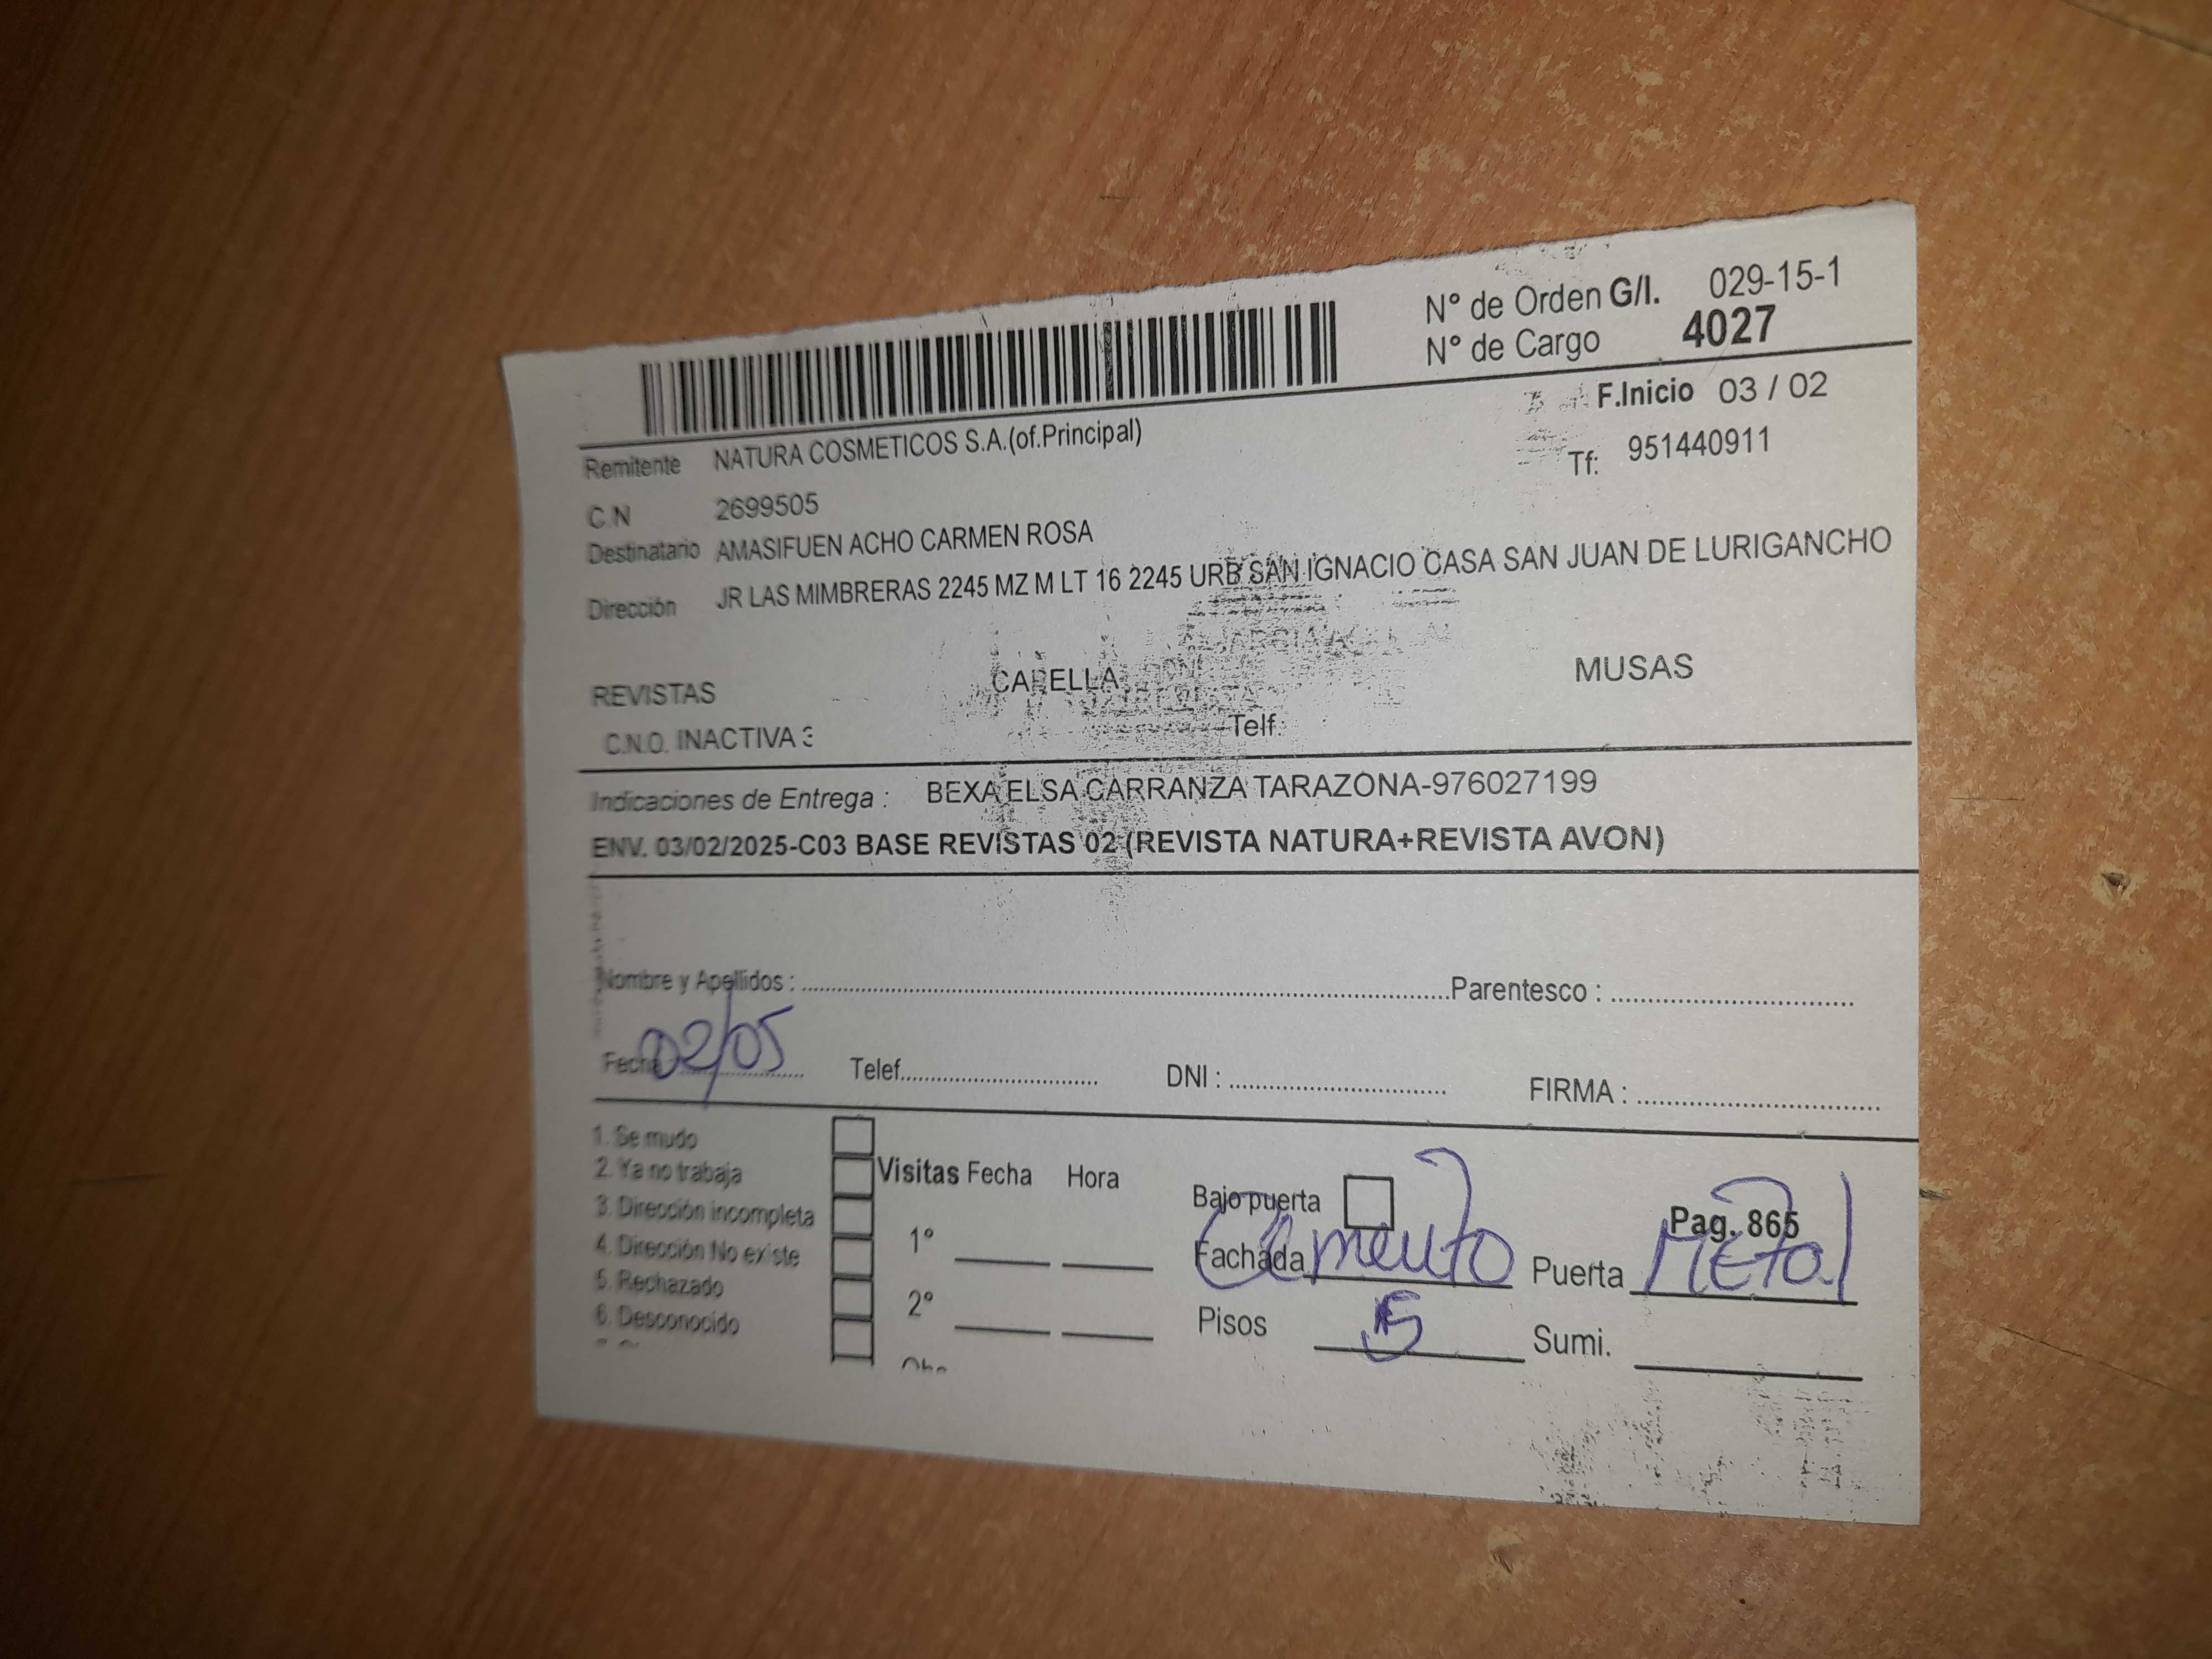 N° de Orden G/I. 029-15-1
N° de Cargo 4027
F.Inicio 03 / 02
Remitente NATURA COSMETICOS S.A.(of.Principal)
Tf: 951440911
C.N 2699505
Destinatario AMASIFUEN ACHO CARMEN ROSA
Dirección JR LAS MIMBRERAS 2245 MZ M LT 16 2245 URB SAN IGNACIO CASA SAN JUAN DE LURIGANCHO
REVISTAS CAPELLA MUSAS
C.N.O. INACTIVA 3 Telf:
Indicaciones de Entrega : BEXA ELSA CARRANZA TARAZONA-976027199
ENV. 03/02/2025-C03 BASE REVISTAS 02 (REVISTA NATURA+REVISTA AVON)
Nombre y Apellidos : Parentesco :
Fecha 02/05 Telef. DNI : FIRMA :
1. Se mudo
2. Ya no trabaja
3. Dirección incompleta
4. Dirección No existe
5. Rechazado
6. Desconocido
Visitas Fecha Hora
1°
2°
Bajo puerta Pag. 865
Fachada Cemento Puerta Metal
Pisos 5 Sumi.